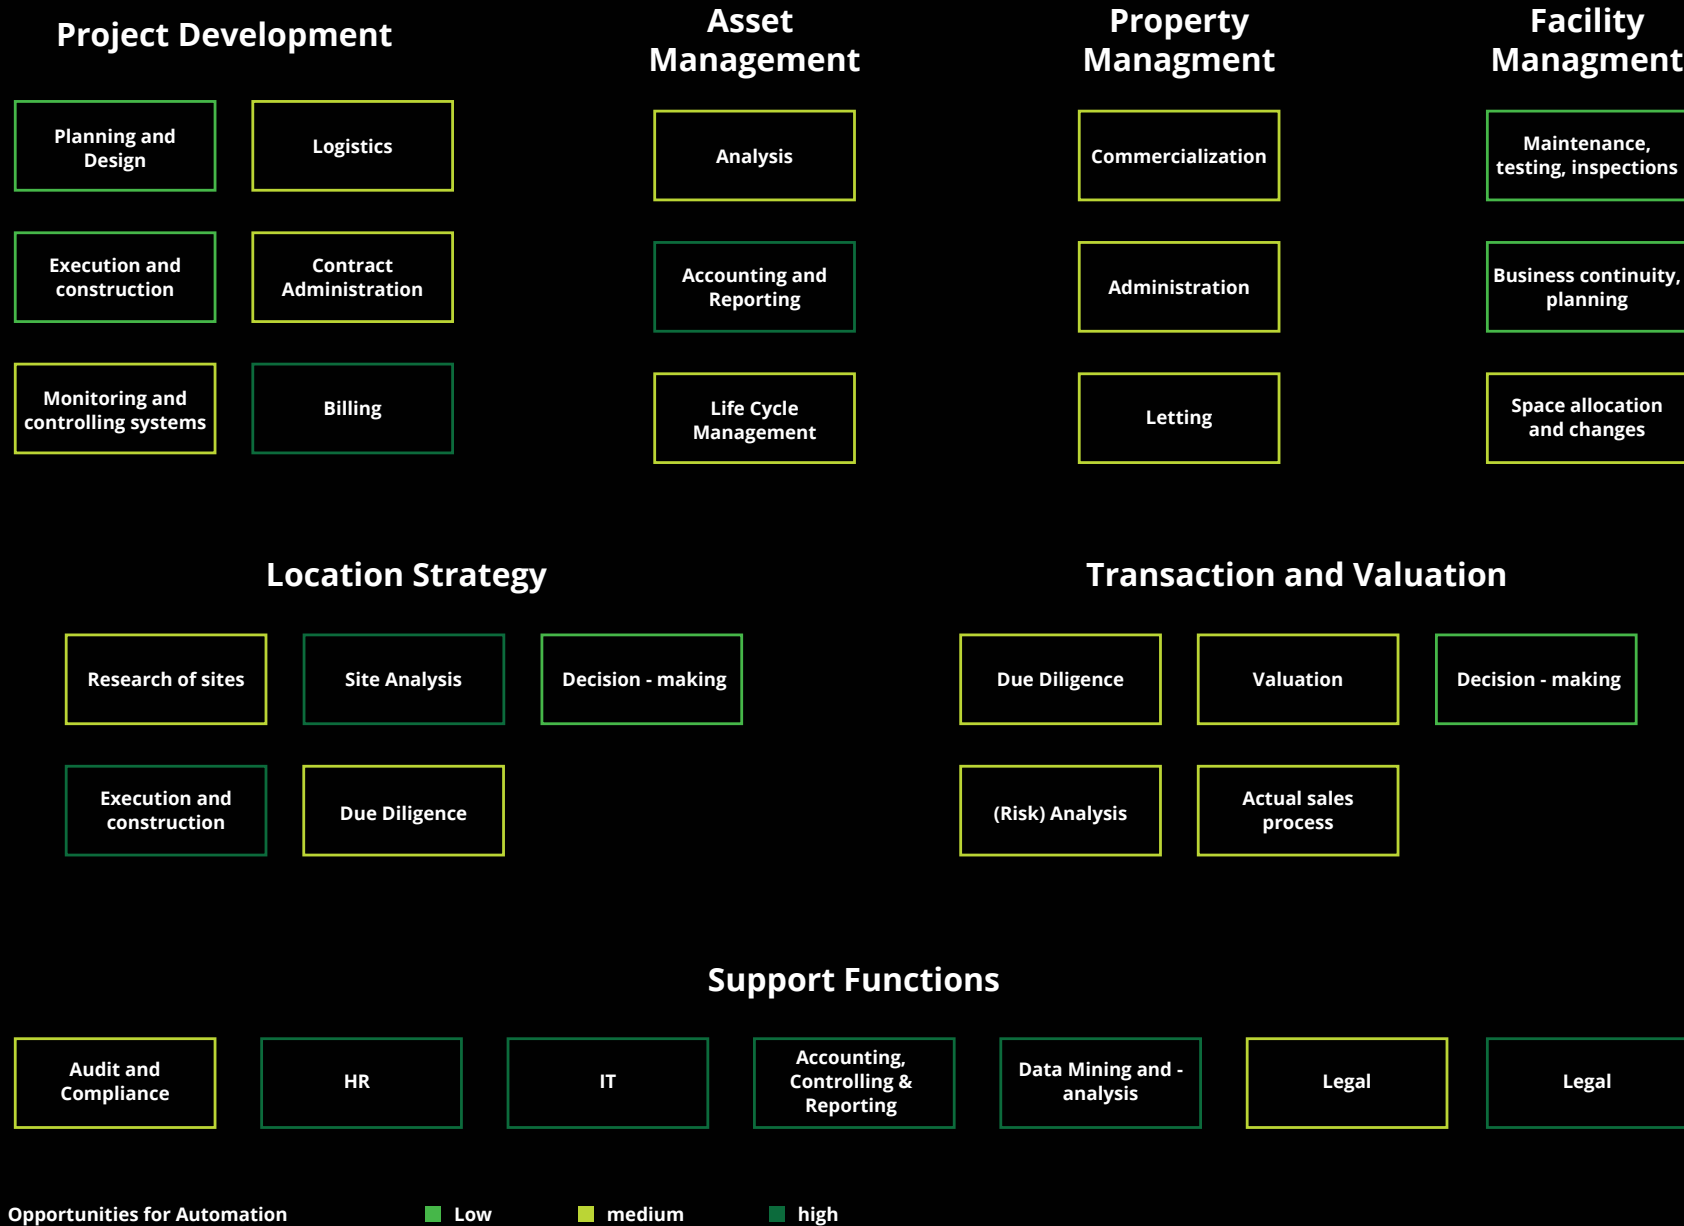 Project Development
Planning and
Design
Logistics
Execution and
construction
Contract
Administration
Monitoring and
controlling systems
Billing
Asset
Management
Analysis
Accounting and
Reporting
Life Cycle
Management
Property
Managment
Commercialization
Administration
Letting
Facility
Managment
Maintenance,
testing, inspections
Business continuity,
planning
Space allocation
and changes
Location Strategy
Research of sites
Site Analysis
Decision - making
Execution and
construction
Due Diligence
Transaction and Valuation
Due Diligence
Valuation
Decision - making
(Risk) Analysis
Actual sales
process
Support Functions
Audit and
Compliance
HR
IT
Accounting,
Controlling &
Reporting
Data Mining and -
analysis
Legal
Legal
Opportunities for Automation
Low
medium
high